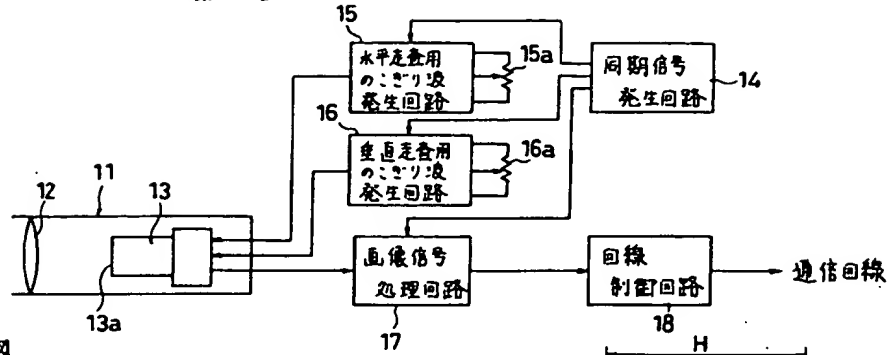 15
水平走査用
のこぎり波
発生回路
15a
同期信号
発生回路
14
16
垂直走査用
のこぎり波
発生回路
16a
11
12
13
13a
画像信号
処理回路
17
回線
制御回路
18
通信回線
H